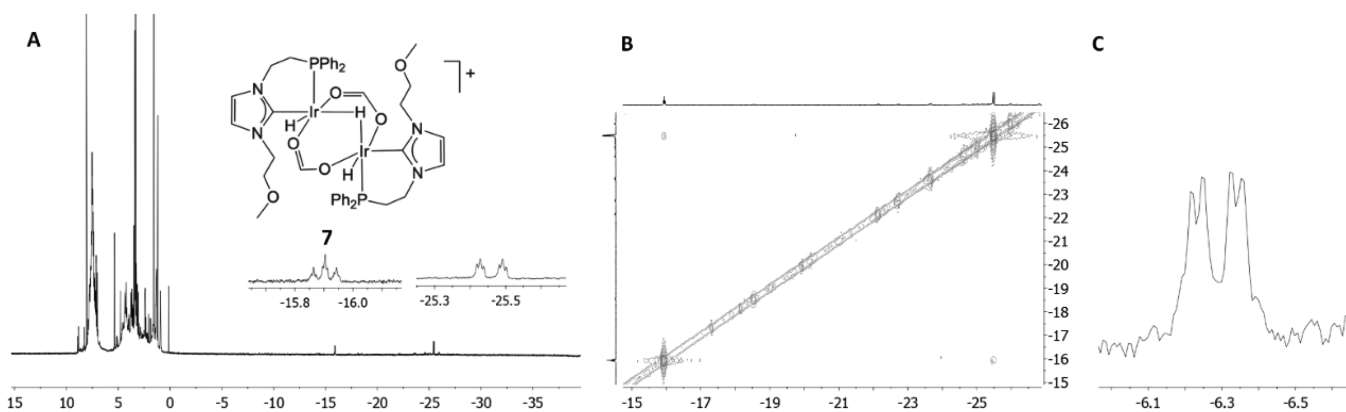 A
B
C
N
PPh2
O
]+
N
Ir
O
H
H
O
N
O
O
Ir
N
H
O
Ph2P
7
-15.8 -16.0
-25.3 -25.5
15 10 5 0 -5 -10 -15 -20 -25 -30 -35
-26
-25
-24
-23
-22
-21
-20
-19
-18
-17
-16
-15
-15 -17 -19 -21 -23 -25
-6.1 -6.3 -6.5